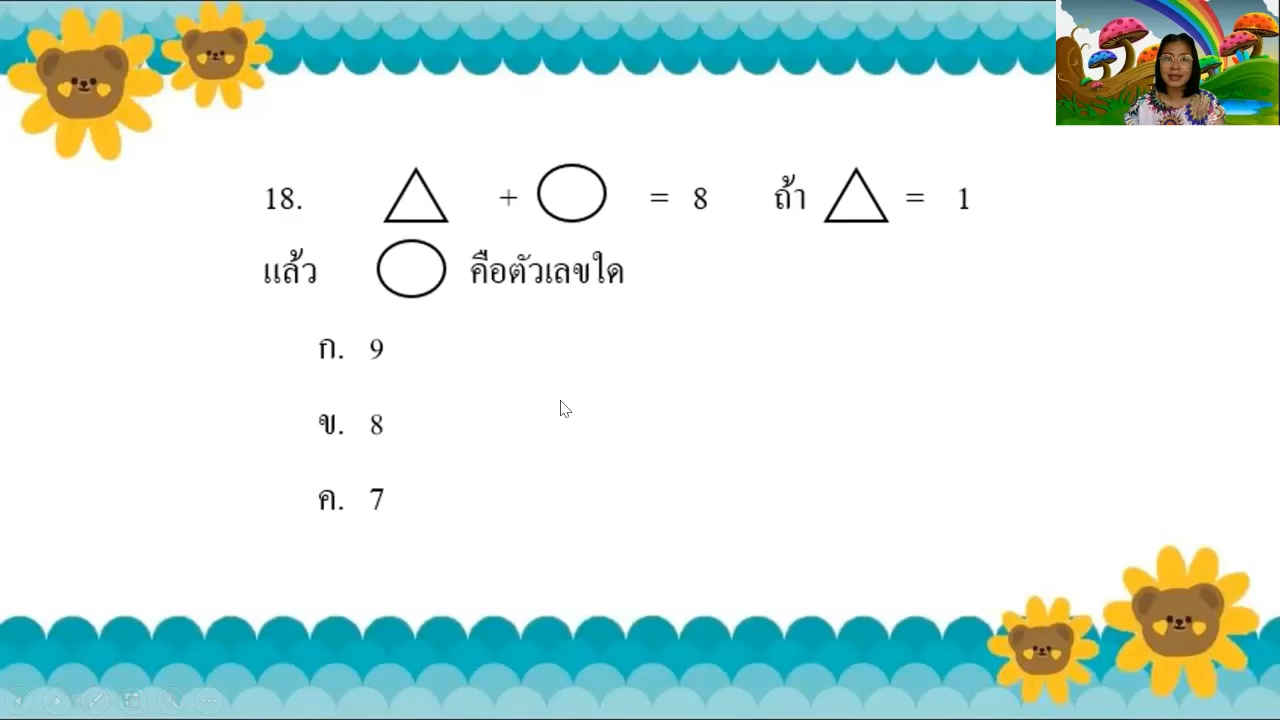 18. + = 8 ถ้า = 1
แล้ว คือตัวเลขใด
ก. 9
ข. 8
ค. 7